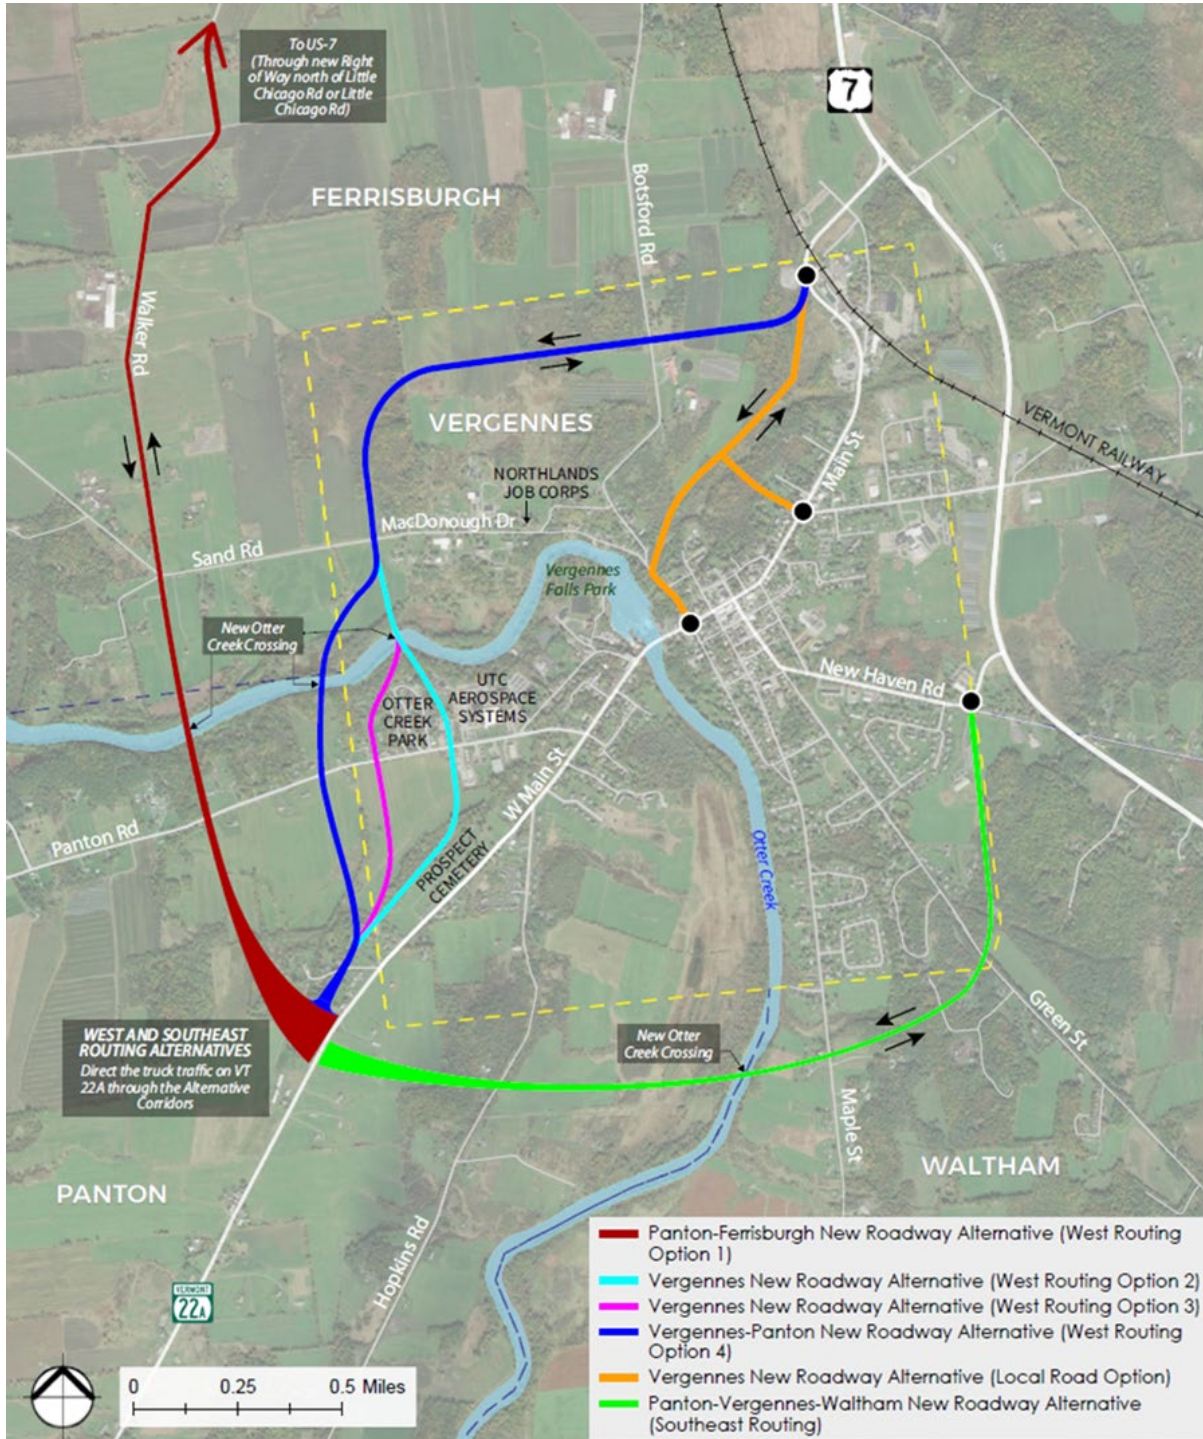 To US-7
(Through new Right
of Way north of Little
Chicago Rd or Little
Chicago Rd)
7
FERRISBURGH
Botsford Rd
Walker Rd
VERGENNES
VERMONT RAILWAY
Main St
NORTHLANDS
JOB CORPS
MacDonough Dr
Sand Rd
Vergennes
Falls Park
New Otter
Creek Crossing
New Haven Rd
UTC
AEROSPACE
SYSTEMS
OTTER
CREEK
PARK
W Main St
Panton Rd
PROSPECT
CEMETERY
Otter Creek
Green St
WEST AND SOUTHEAST
ROUTING ALTERNATIVES
Direct the truck traffic on VT
22A through the Alternative
Corridors
New Otter
Creek Crossing
Maple St
WALTHAM
PANTON
Hopkins Rd
VERMONT
22A
0 0.25 0.5 Miles
Panton-Ferrisburgh New Roadway Alternative (West Routing
Option 1)
Vergennes New Roadway Alternative (West Routing Option 2)
Vergennes New Roadway Alternative (West Routing Option 3)
Vergennes-Panton New Roadway Alternative (West Routing
Option 4)
Vergennes New Roadway Alternative (Local Road Option)
Panton-Vergennes-Waltham New Roadway Alternative
(Southeast Routing)